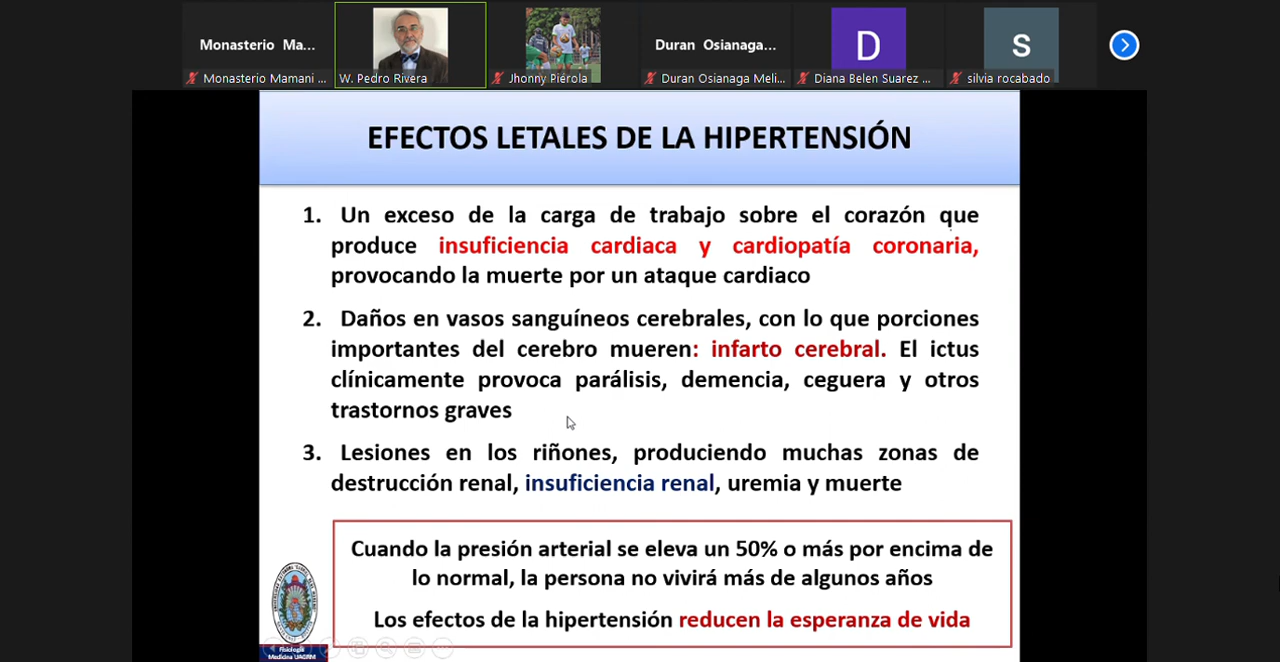 Monasterio Ma...
Duran Osianaga...
D
S
Monasterio Mamani ...
W. Pedro Rivera
Jhonny Piérola
Duran Osianaga Meli...
Diana Belen Suarez ...
silvia rocabado
EFECTOS LETALES DE LA HIPERTENSIÓN
1. Un exceso de la carga de trabajo sobre el corazón que
produce insuficiencia cardiaca y cardiopatía coronaria,
provocando la muerte por un ataque cardiaco
2. Daños en vasos sanguíneos cerebrales, con lo que porciones
importantes del cerebro mueren: infarto cerebral. El ictus
clínicamente provoca parálisis, demencia, ceguera y otros
trastornos graves
3. Lesiones en los riñones, produciendo muchas zonas de
destrucción renal, insuficiencia renal, uremia y muerte
Cuando la presión arterial se eleva un 50% o más por encima de
lo normal, la persona no vivirá más de algunos años
Los efectos de la hipertensión reducen la esperanza de vida
Fisiología
Medicina UAGRM